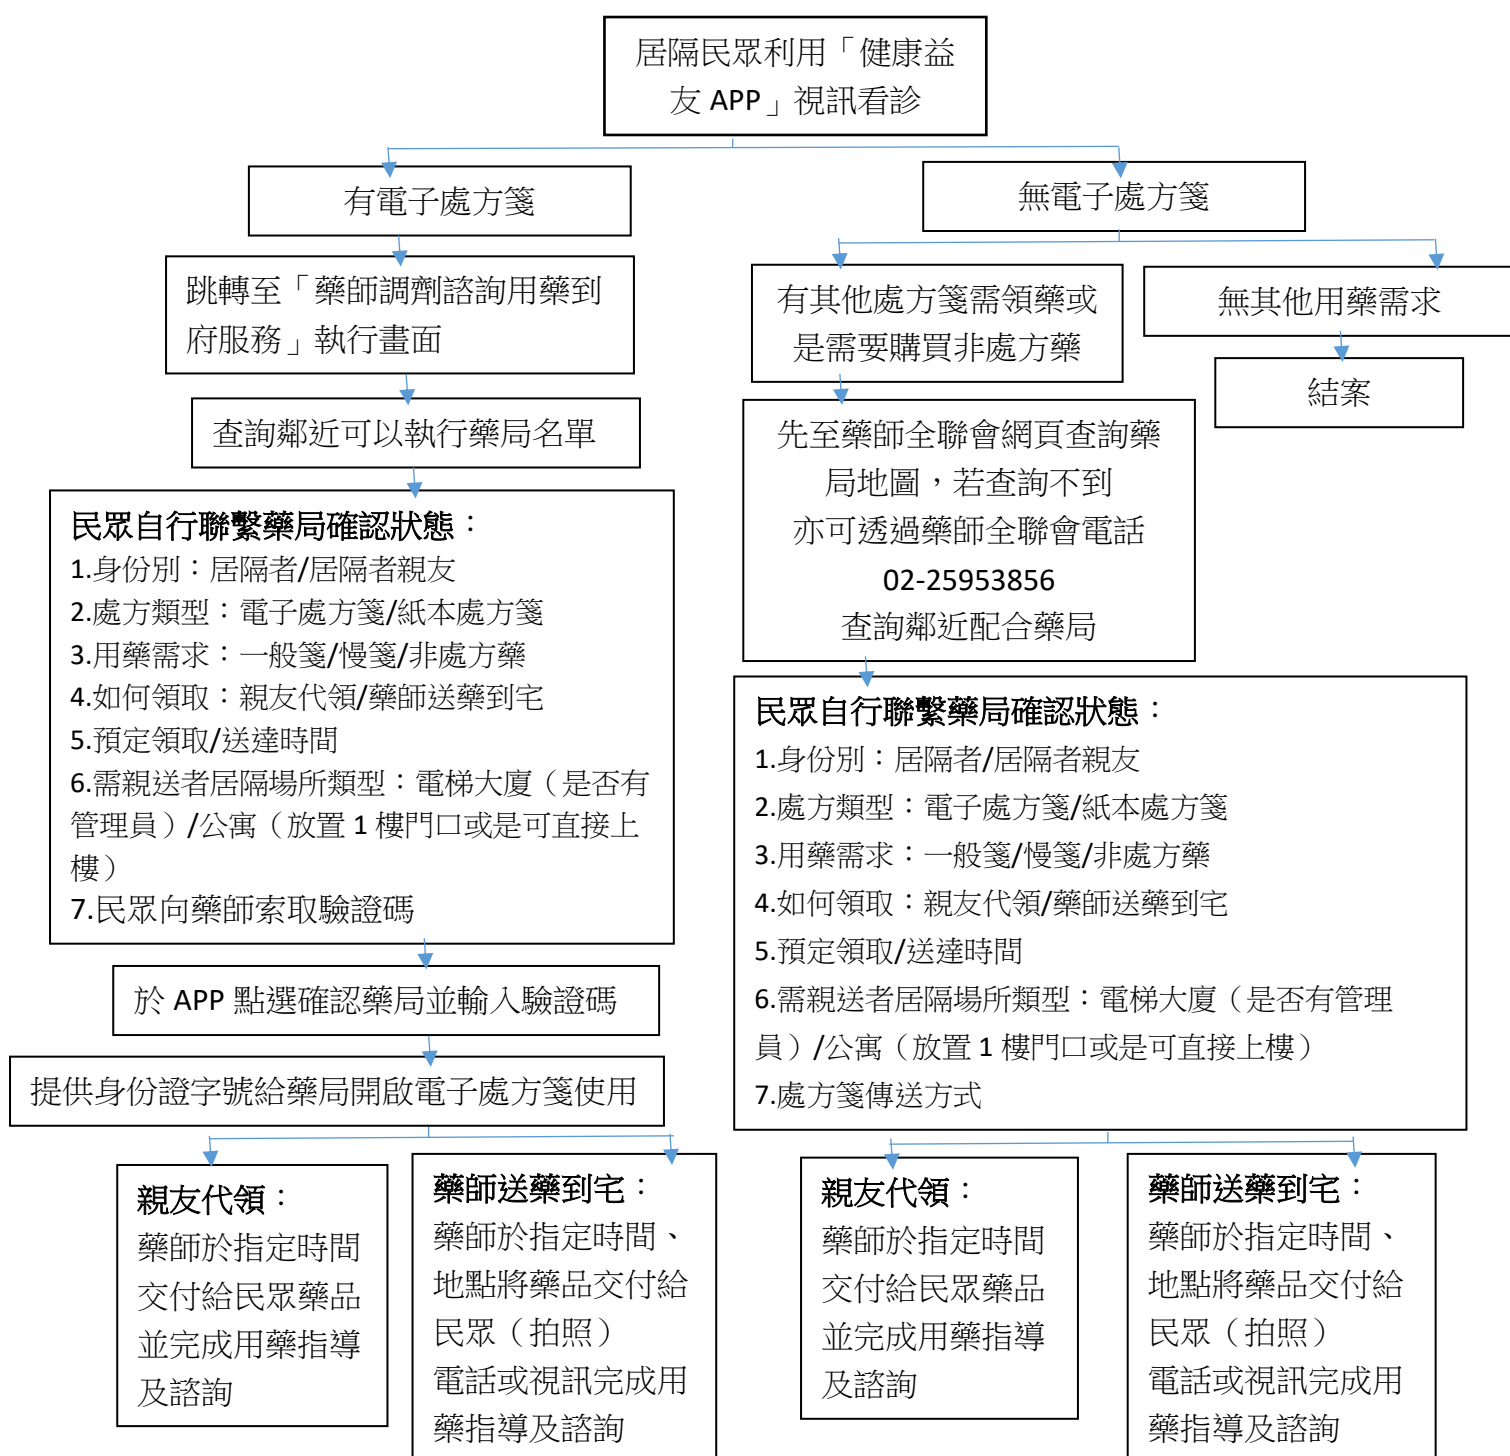 居隔民眾利用「健康益
友 APP」視訊看診
有電子處方箋
無電子處方箋
跳轉至「藥師調劑諮詢用藥到
府服務」執行畫面
有其他處方箋需領藥或
是需要購買非處方藥
無其他用藥需求
結案
查詢鄰近可以執行藥局名單
先至藥師全聯會網頁查詢藥
局地圖，若查詢不到
亦可透過藥師全聯會電話
02-25953856
查詢鄰近配合藥局
民眾自行聯繫藥局確認狀態：
1.身份別：居隔者/居隔者親友
2.處方類型：電子處方箋/紙本處方箋
3.用藥需求：一般箋/慢箋/非處方藥
4.如何領取：親友代領/藥師送藥到宅
5.預定領取/送達時間
6.需親送者居隔場所類型：電梯大廈（是否有
管理員）/公寓（放置 1 樓門口或是可直接上
樓）
7.民眾向藥師索取驗證碼
民眾自行聯繫藥局確認狀態：
1.身份別：居隔者/居隔者親友
2.處方類型：電子處方箋/紙本處方箋
3.用藥需求：一般箋/慢箋/非處方藥
4.如何領取：親友代領/藥師送藥到宅
5.預定領取/送達時間
6.需親送者居隔場所類型：電梯大廈（是否有管理
員）/公寓（放置 1 樓門口或是可直接上樓）
7.處方箋傳送方式
於 APP 點選確認藥局並輸入驗證碼
提供身份證字號給藥局開啟電子處方箋使用
親友代領：
藥師於指定時間
交付給民眾藥品
並完成用藥指導
及諮詢
藥師送藥到宅：
藥師於指定時間、
地點將藥品交付給
民眾（拍照）
電話或視訊完成用
藥指導及諮詢
親友代領：
藥師於指定時間
交付給民眾藥品
並完成用藥指導
及諮詢
藥師送藥到宅：
藥師於指定時間、
地點將藥品交付給
民眾（拍照）
電話或視訊完成用
藥指導及諮詢